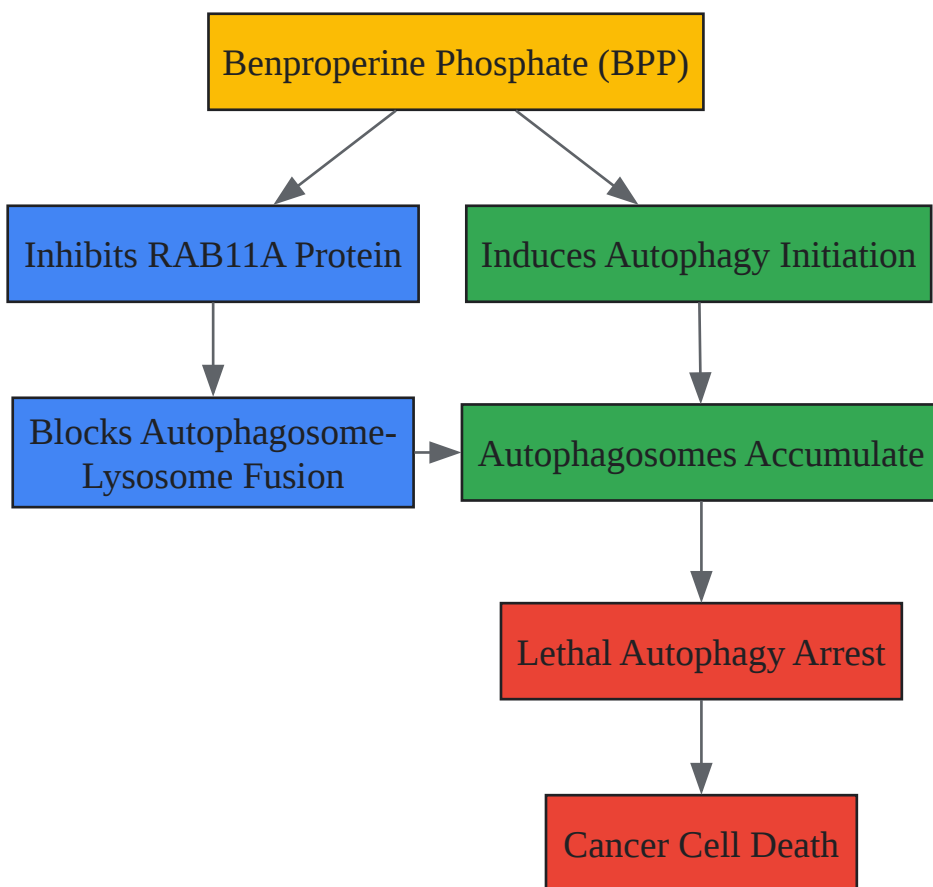 Benproperine Phosphate (BPP)
Inhibits RAB11A Protein
Induces Autophagy Initiation
Blocks Autophagosome-
Lysosome Fusion
Autophagosomes Accumulate
Lethal Autophagy Arrest
Cancer Cell Death